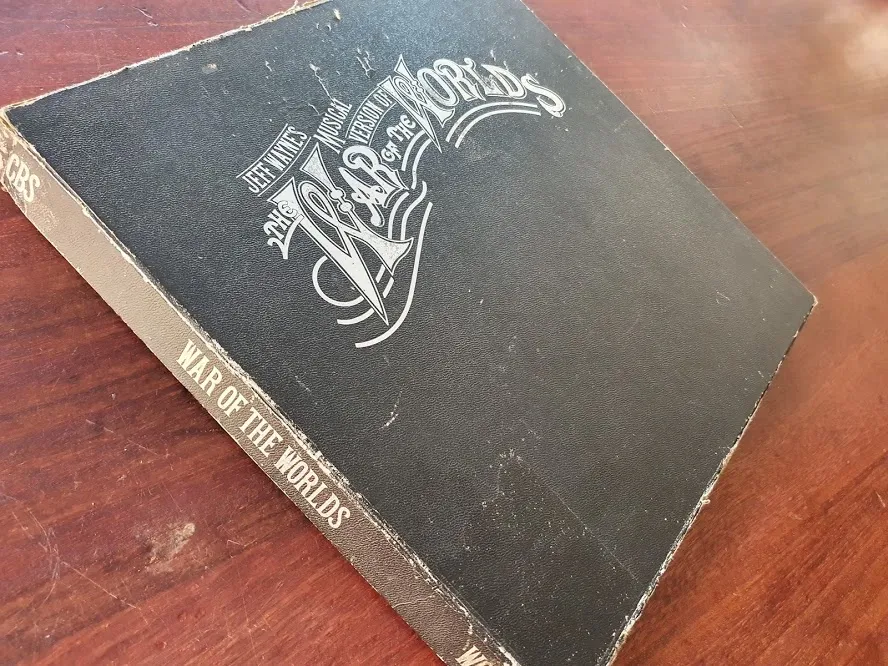 JEFF WAYNE'S
MUSICAL
VERSION OF
THE
WAR
OF THE
WORLDS
CBS
WAR OF THE WORLDS